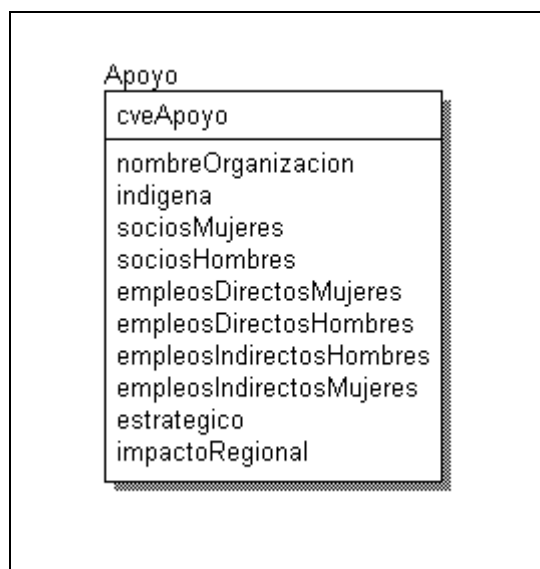 Apoyo
cveApoyo
nombreOrganizacion
indigena
sociosMujeres
sociosHombres
empleosDirectosMujeres
empleosDirectosHombres
empleosIndirectosHombres
empleosIndirectosMujeres
estrategico
impactoRegional